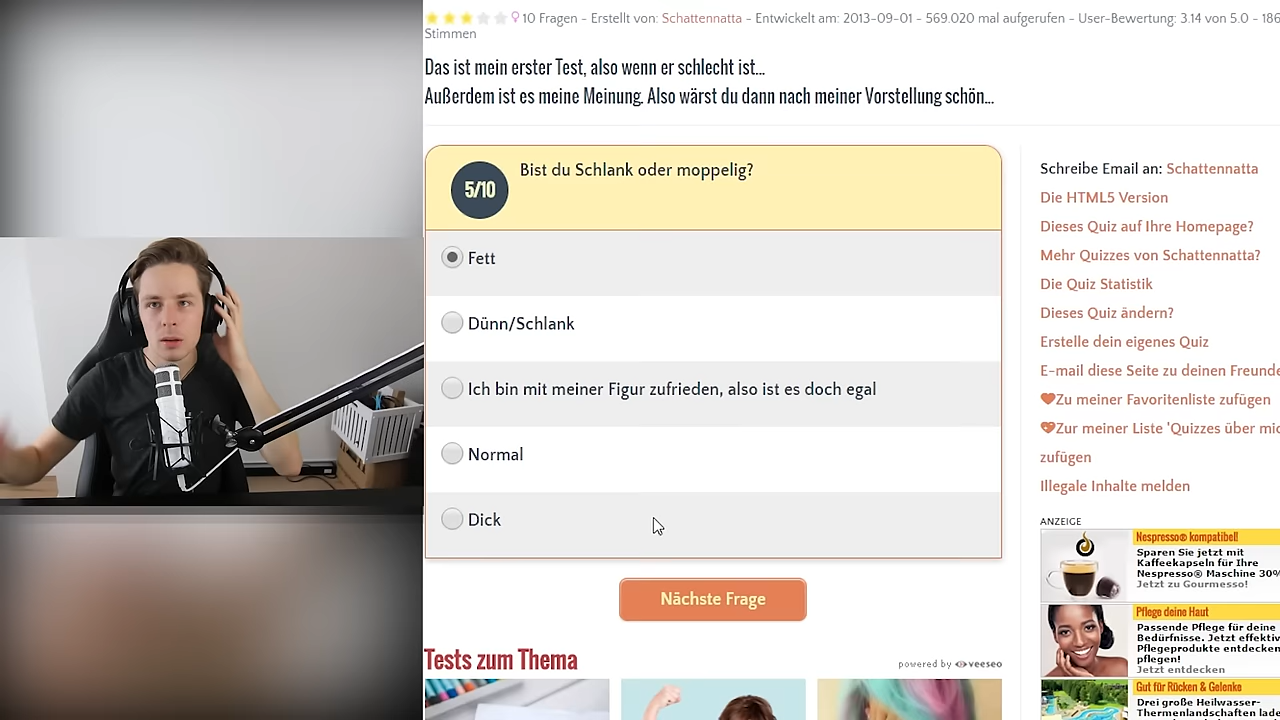 10 Fragen - Erstellt von: Schattennatta - Entwickelt am: 2013-09-01 - 569.020 mal aufgerufen - User-Bewertung: 3.14 von 5.0 - 186
Stimmen
Das ist mein erster Test, also wenn er schlecht ist...
Außerdem ist es meine Meinung. Also wärst du dann nach meiner Vorstellung schön...
5/10
Bist du Schlank oder moppelig?
Fett
Dünn/Schlank
Ich bin mit meiner Figur zufrieden, also ist es doch egal
Normal
Dick
Nächste Frage
Tests zum Thema
powered by veeseo
Schreibe Email an: Schattennatta
Die HTML5 Version
Dieses Quiz auf Ihre Homepage?
Mehr Quizzes von Schattennatta?
Die Quiz Statistik
Dieses Quiz ändern?
Erstelle dein eigenes Quiz
E-mail diese Seite zu deinen Freunde
Zu meiner Favoritenliste zufügen
Zur meiner Liste 'Quizzes über mic
zufügen
Illegale Inhalte melden
ANZEIGE
Nespresso® kompatibel!
Sparen Sie jetzt mit
Kaffeekapseln für Ihre
Nespresso® Maschine 30%
Jetzt zu Gourmesso!
Pflege deine Haut
Passende Pflege für deine
Bedürfnisse. Jetzt effektiv
Pflegeprodukte entdecken
pflegen!
Jetzt entdecken
Gut für Rücken & Gelenke
Drei große Heilwasser-
Thermenlandschaften lade